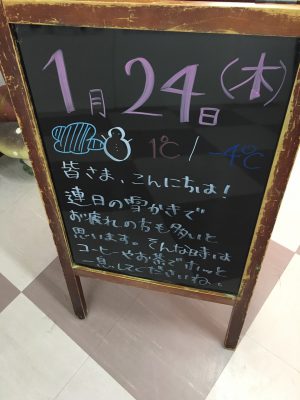 1月24日(木)
1℃/-4℃
皆さま、こんにちは!
連日の雪かきで
お疲れの方も多いと
思います。そんな時は
コーヒーやお茶でホッと
一息してくださいね。